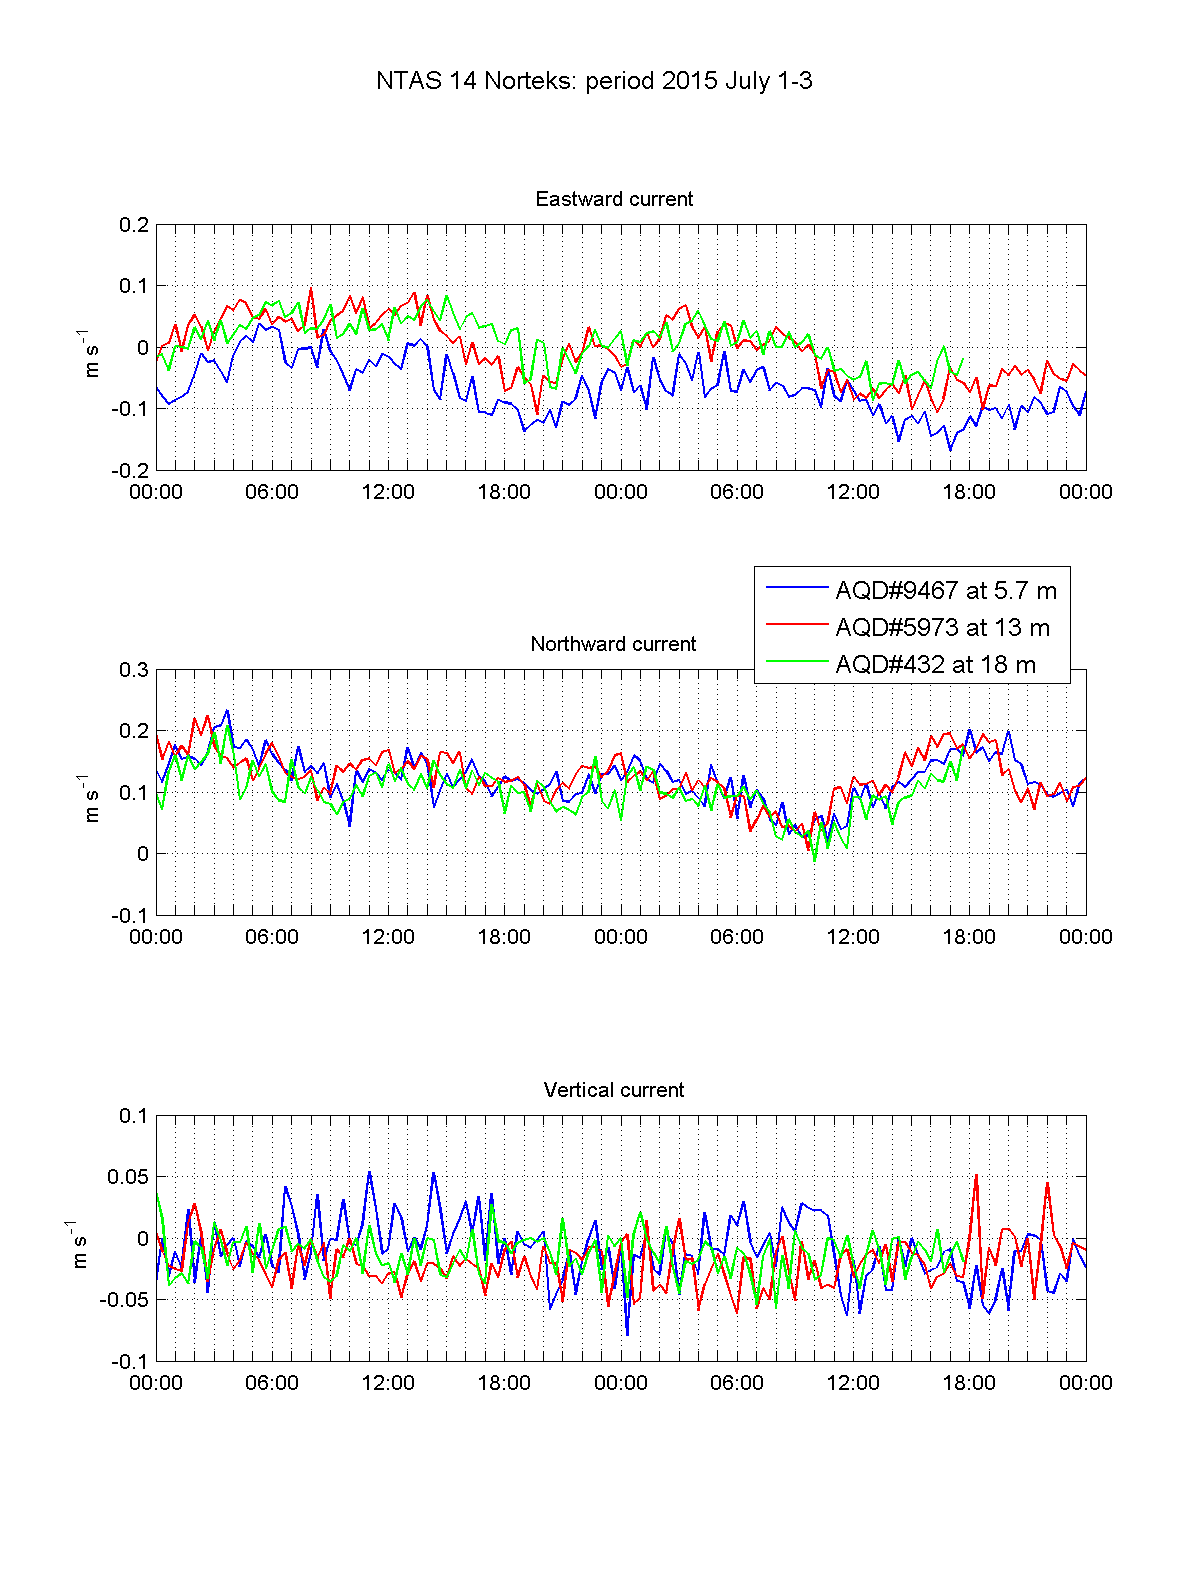 NTAS 14 Norteks: period 2015 July 1-3
Eastward current
0.2
0.1
0
-0.1
-0.2
m s⁻¹
00:00 06:00 12:00 18:00 00:00 06:00 12:00 18:00 00:00
AQD#9467 at 5.7 m
AQD#5973 at 13 m
AQD#432 at 18 m
Northward current
0.3
0.2
0.1
0
-0.1
m s⁻¹
00:00 06:00 12:00 18:00 00:00 06:00 12:00 18:00 00:00
Vertical current
0.1
0.05
0
-0.05
-0.1
m s⁻¹
00:00 06:00 12:00 18:00 00:00 06:00 12:00 18:00 00:00